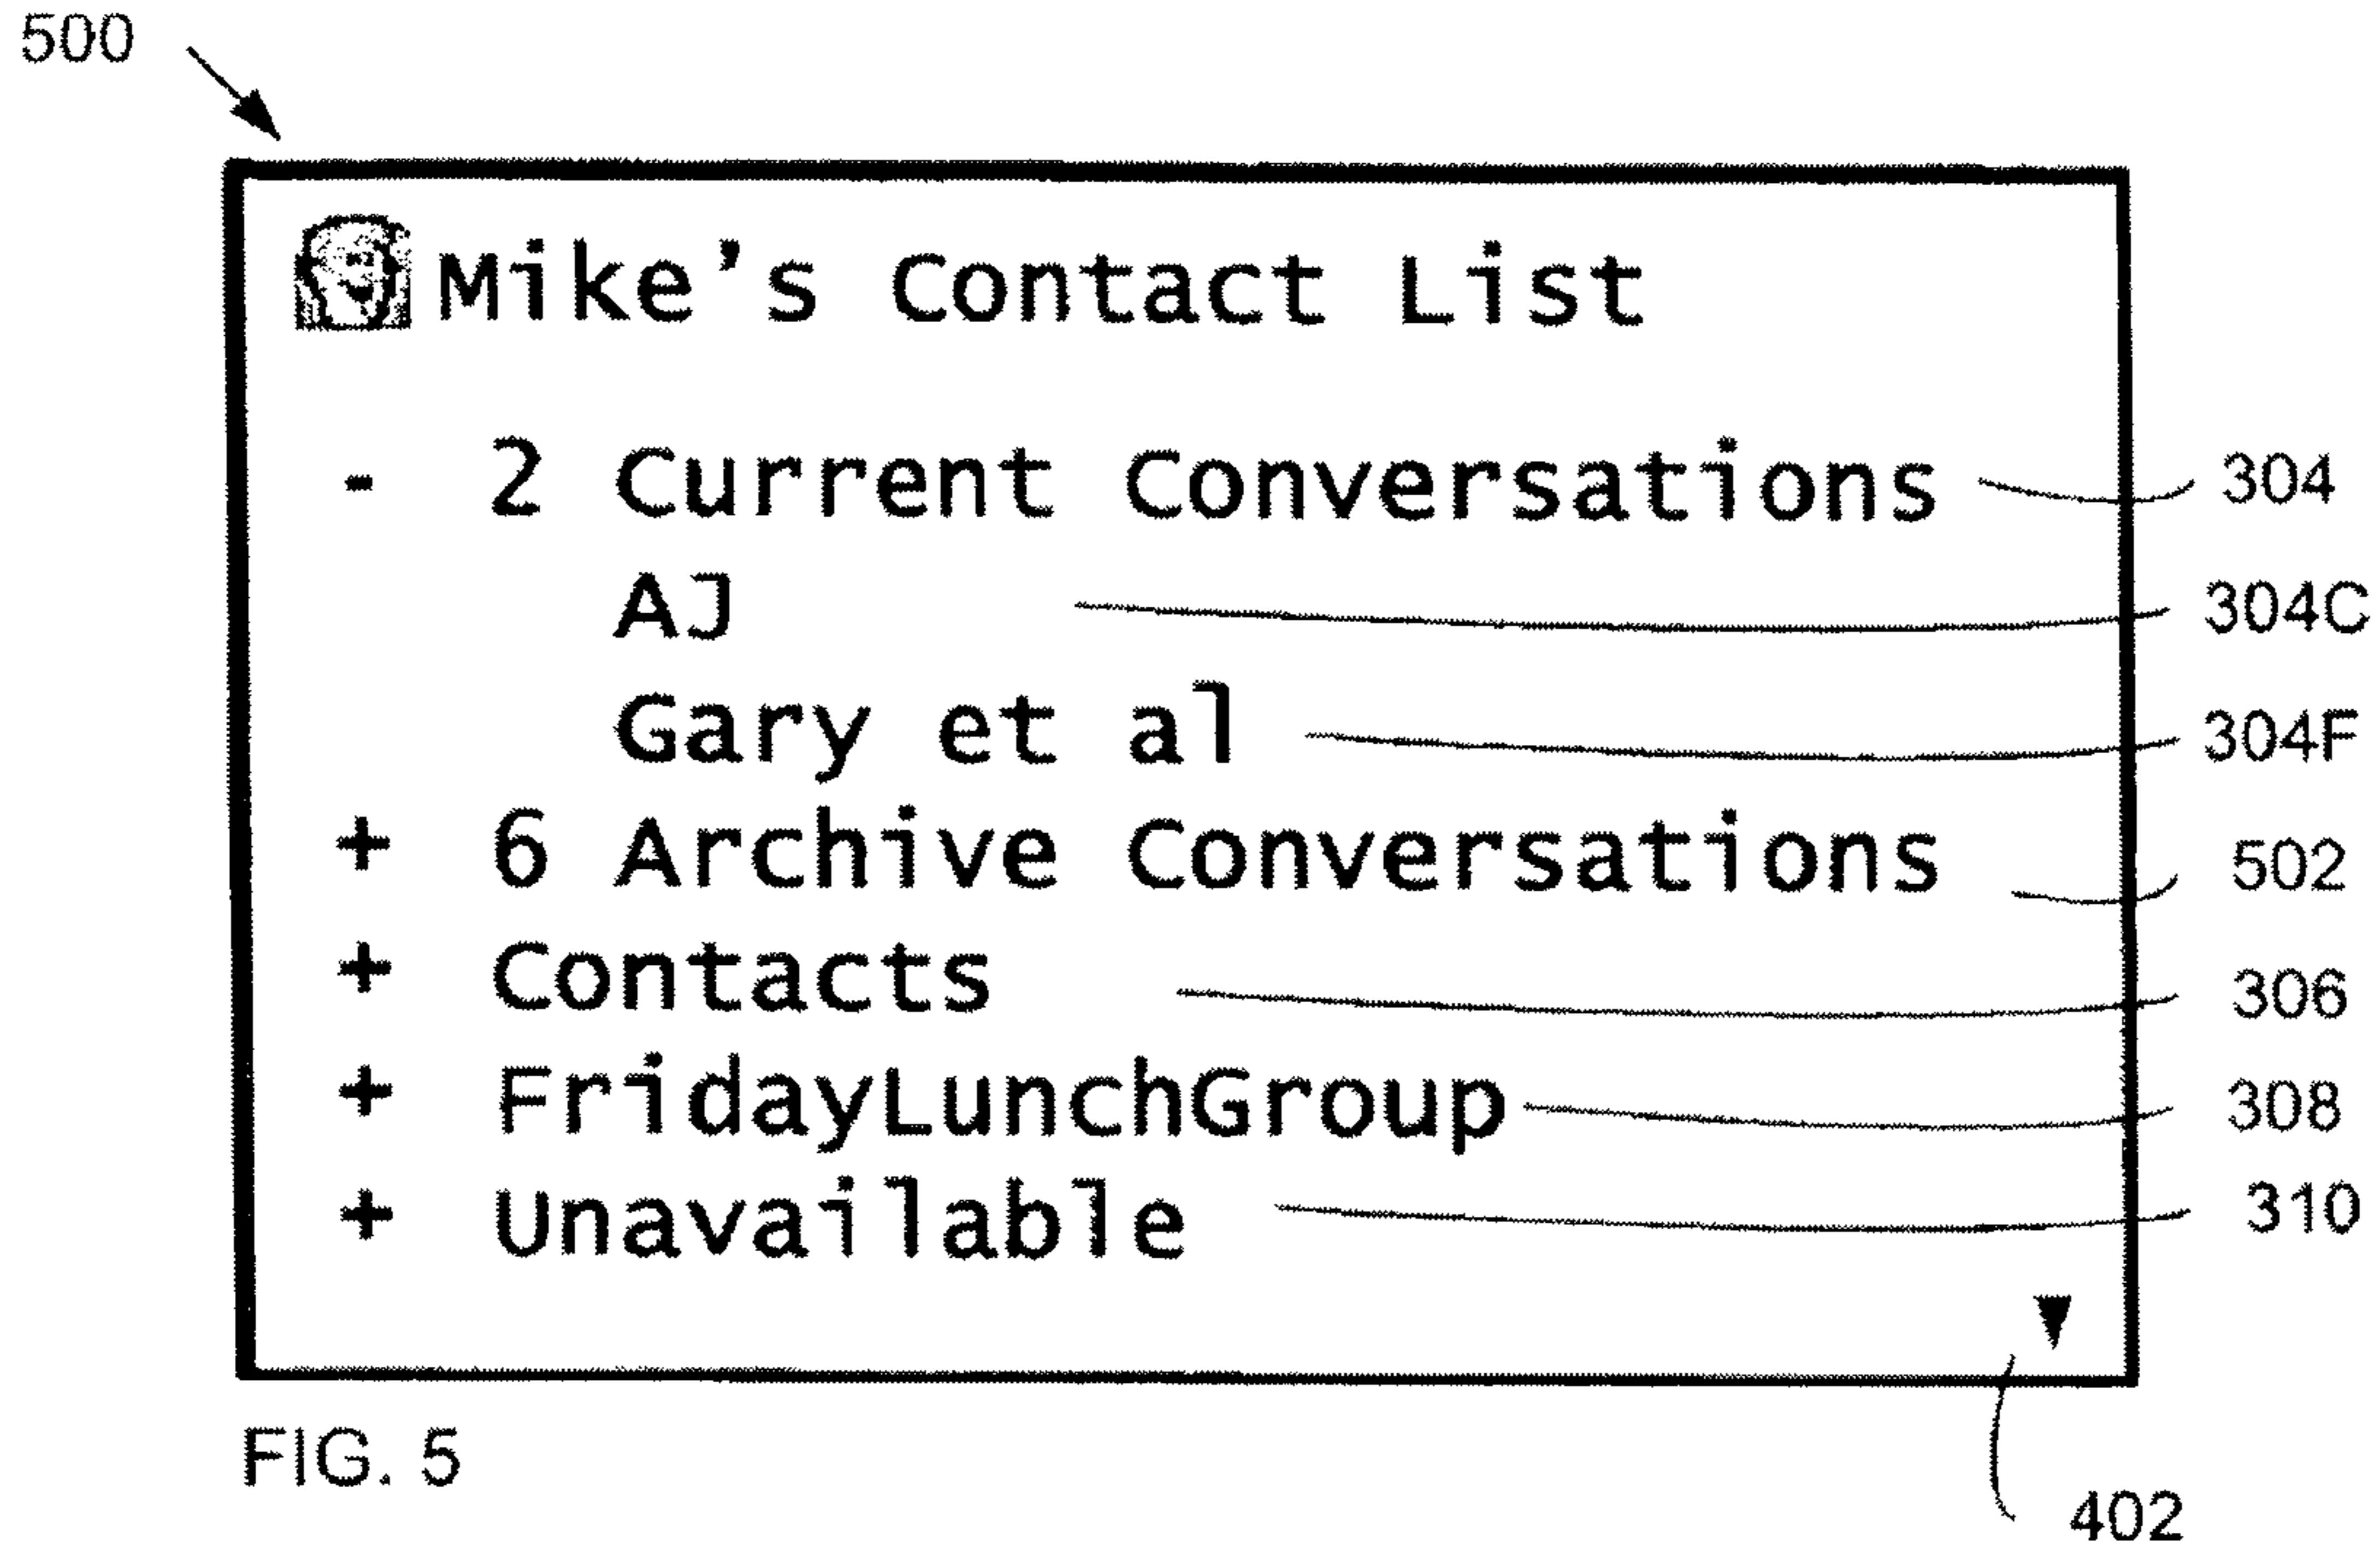 500
Mike's Contact List
- 2 Current Conversations 304
AJ 304C
Gary et al 304F
+ 6 Archive Conversations 502
+ Contacts 306
+ FridayLunchGroup 308
+ Unavailable 310
FIG. 5
402